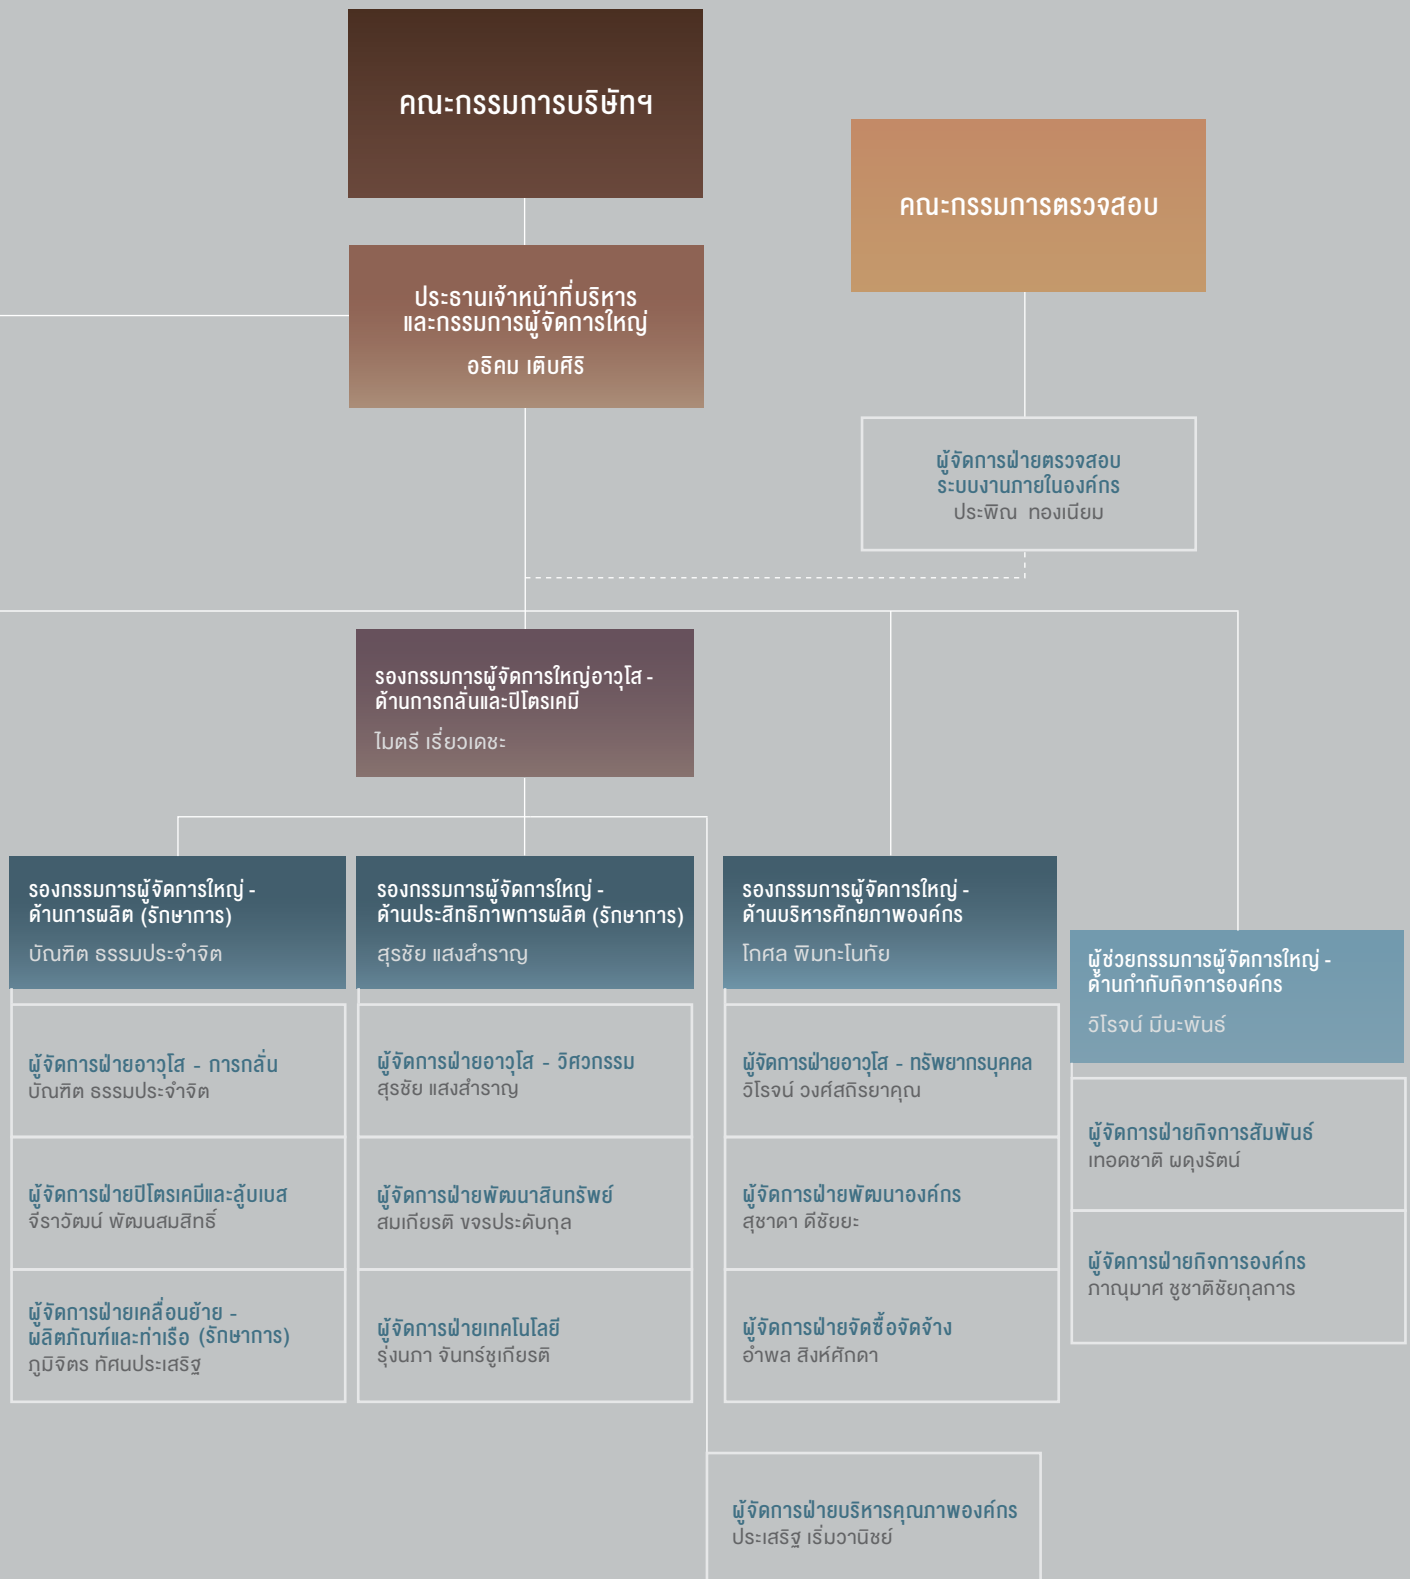 คณะกรรมการบริษัทฯ
คณะกรรมการตรวจสอบ
ประธานเจ้าหน้าที่บริหาร
และกรรมการผู้จัดการใหญ่
อธิคม เติบศิริ
ผู้จัดการฝ่ายตรวจสอบ
ระบบงานภายในองค์กร
ประพิณ ทองเนียม
รองกรรมการผู้จัดการใหญ่อาวุโส -
ด้านการกลั่นและปิโตรเคมี
ไมตรี เรี่ยวเดชะ
รองกรรมการผู้จัดการใหญ่ -
ด้านการผลิต (รักษาการ)
บัณฑิต ธรรมประจำจิต
ผู้จัดการฝ่ายอาวุโส - การกลั่น
บัณฑิต ธรรมประจำจิต
ผู้จัดการฝ่ายปิโตรเคมีและลู้บเบส
จีราวัฒน์ พัฒนสมสิทธิ์
ผู้จัดการฝ่ายเคลื่อนย้าย -
ผลิตภัณฑ์และท่าเรือ (รักษาการ)
ภูมิจิตร ทัศนประเสริฐ
รองกรรมการผู้จัดการใหญ่ -
ด้านประสิทธิภาพการผลิต (รักษาการ)
สุรชัย แสงสำราญ
ผู้จัดการฝ่ายอาวุโส - วิศวกรรม
สุรชัย แสงสำราญ
ผู้จัดการฝ่ายพัฒนาสินทรัพย์
สมเกียรติ ขจรประดับกุล
ผู้จัดการฝ่ายเทคโนโลยี
รุ่งนภา จันทร์ชูเกียรติ
รองกรรมการผู้จัดการใหญ่ -
ด้านบริหารศักยภาพองค์กร
โกศล พิมทะโนทัย
ผู้จัดการฝ่ายอาวุโส - ทรัพยากรบุคคล
วิโรจน์ วงศ์สถิรยาคุณ
ผู้จัดการฝ่ายพัฒนาองค์กร
สุชาดา ดีชัยยะ
ผู้จัดการฝ่ายจัดซื้อจัดจ้าง
อำพล สิงห์ศักดา
ผู้ช่วยกรรมการผู้จัดการใหญ่ -
ด้านกำกับกิจการองค์กร
วิโรจน์ มีนะพันธ์
ผู้จัดการฝ่ายกิจการสัมพันธ์
เทอดชาติ ผดุงรัตน์
ผู้จัดการฝ่ายกิจการองค์กร
ภาณุมาศ ชูชาติชัยกุลการ
ผู้จัดการฝ่ายบริหารคุณภาพองค์กร
ประเสริฐ เริ่มวานิชย์